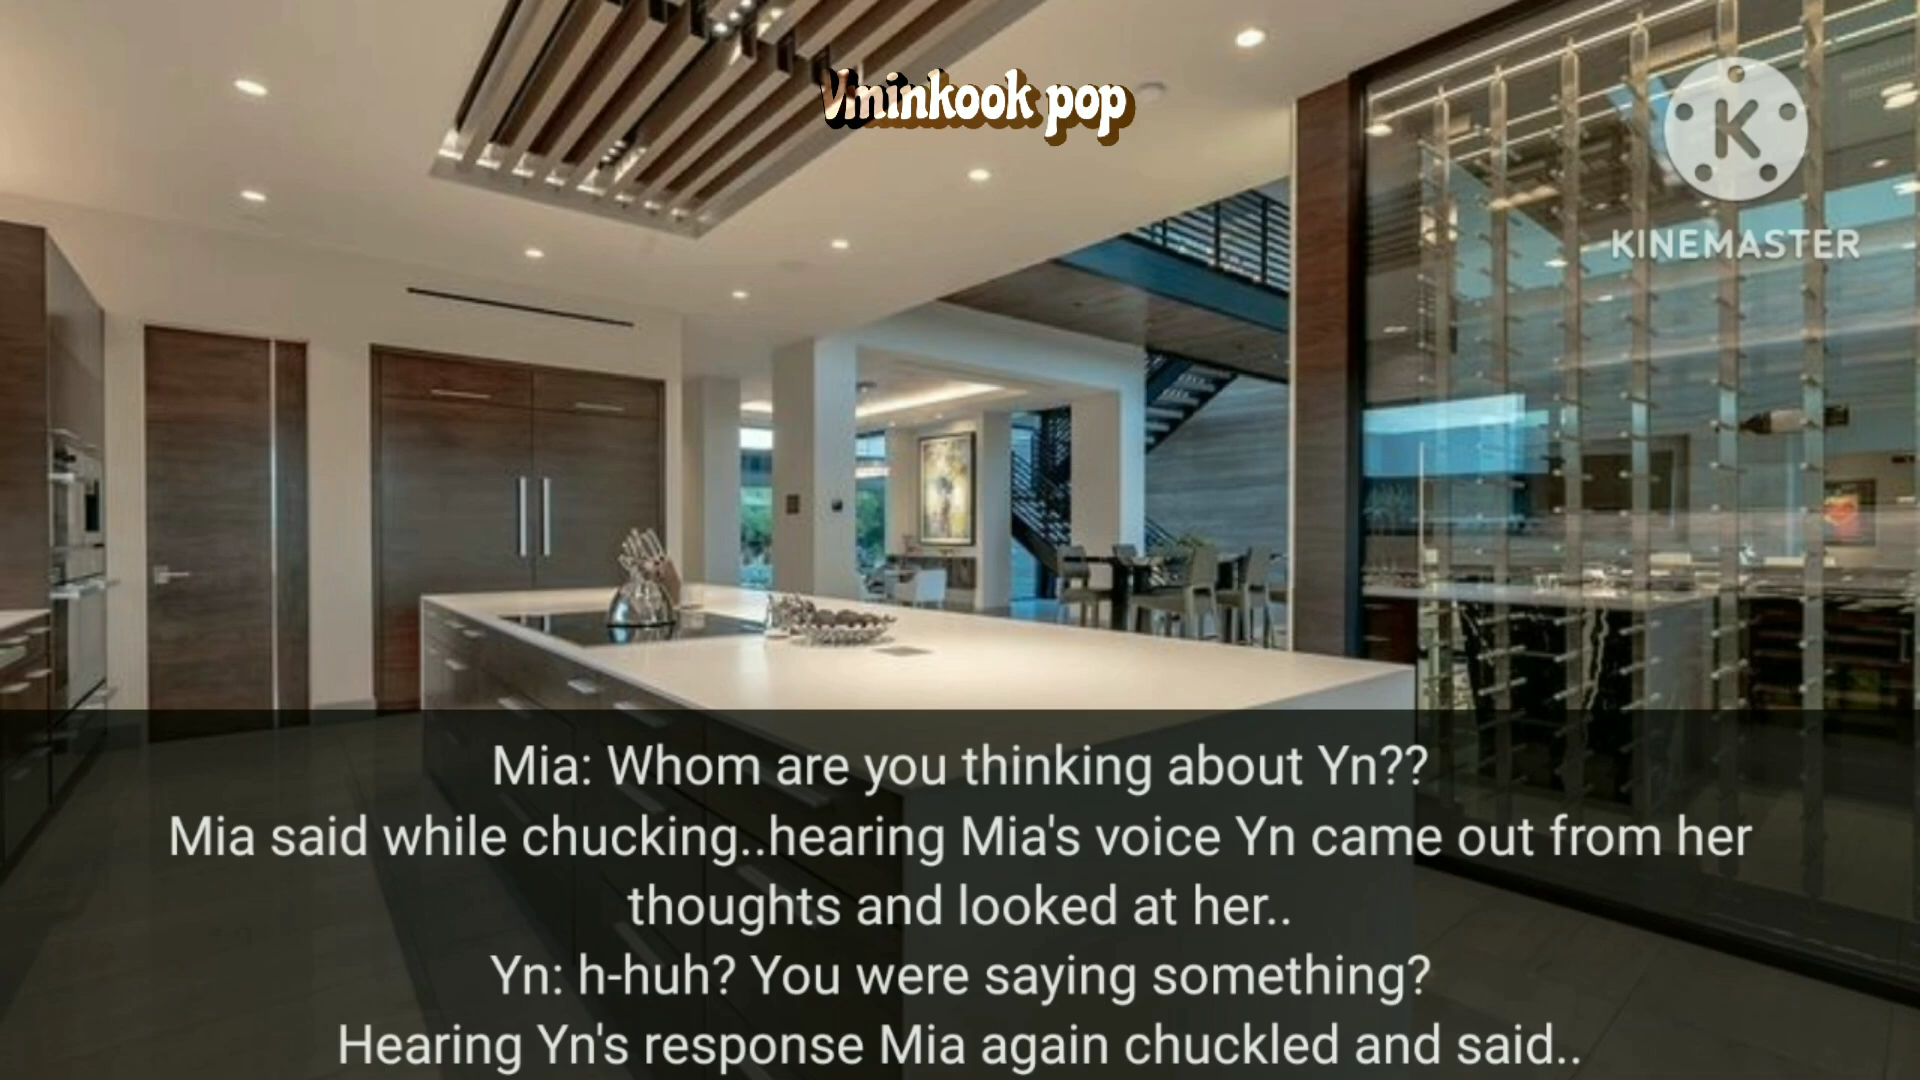 Vminkook pop
K
KINEMASTER
Mia: Whom are you thinking about Yn??
Mia said while chucking..hearing Mia's voice Yn came out from her
thoughts and looked at her..
Yn: h-huh? You were saying something?
Hearing Yn's response Mia again chuckled and said..